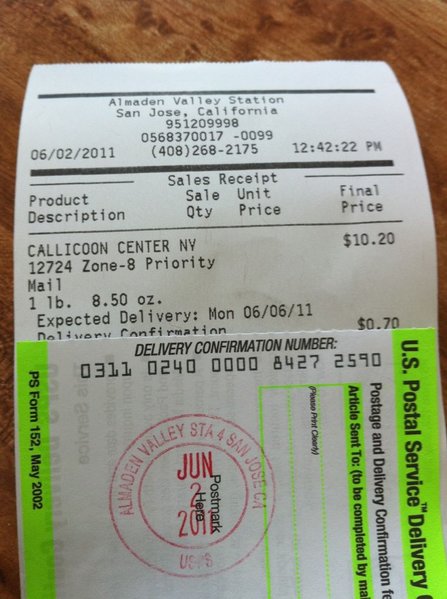 Almaden Valley Station
San Jose, California
951209998
0568370017 -0099
06/02/2011 (408)268-2175 12:42:22 PM
Sales Receipt
Product Sale Unit Final
Description Qty Price Price
CALLICOON CENTER NY $10.20
12724 Zone-8 Priority
Mail
1 lb. 8.50 oz.
Expected Delivery: Mon 06/06/11
Delivery Confirmation $0.70
DELIVERY CONFIRMATION NUMBER:
0311 0240 0000 8427 2590
PS Form 152, May 2002
ALMADEN VALLEY STA 4 SAN JOSE CA
JUN
2
2011
USPS
Postmark
Here
(Please Print Clearly)
Article Sent To: (to be completed by
Postage and Delivery Confirmation
U.S. Postal Service™ Delivery